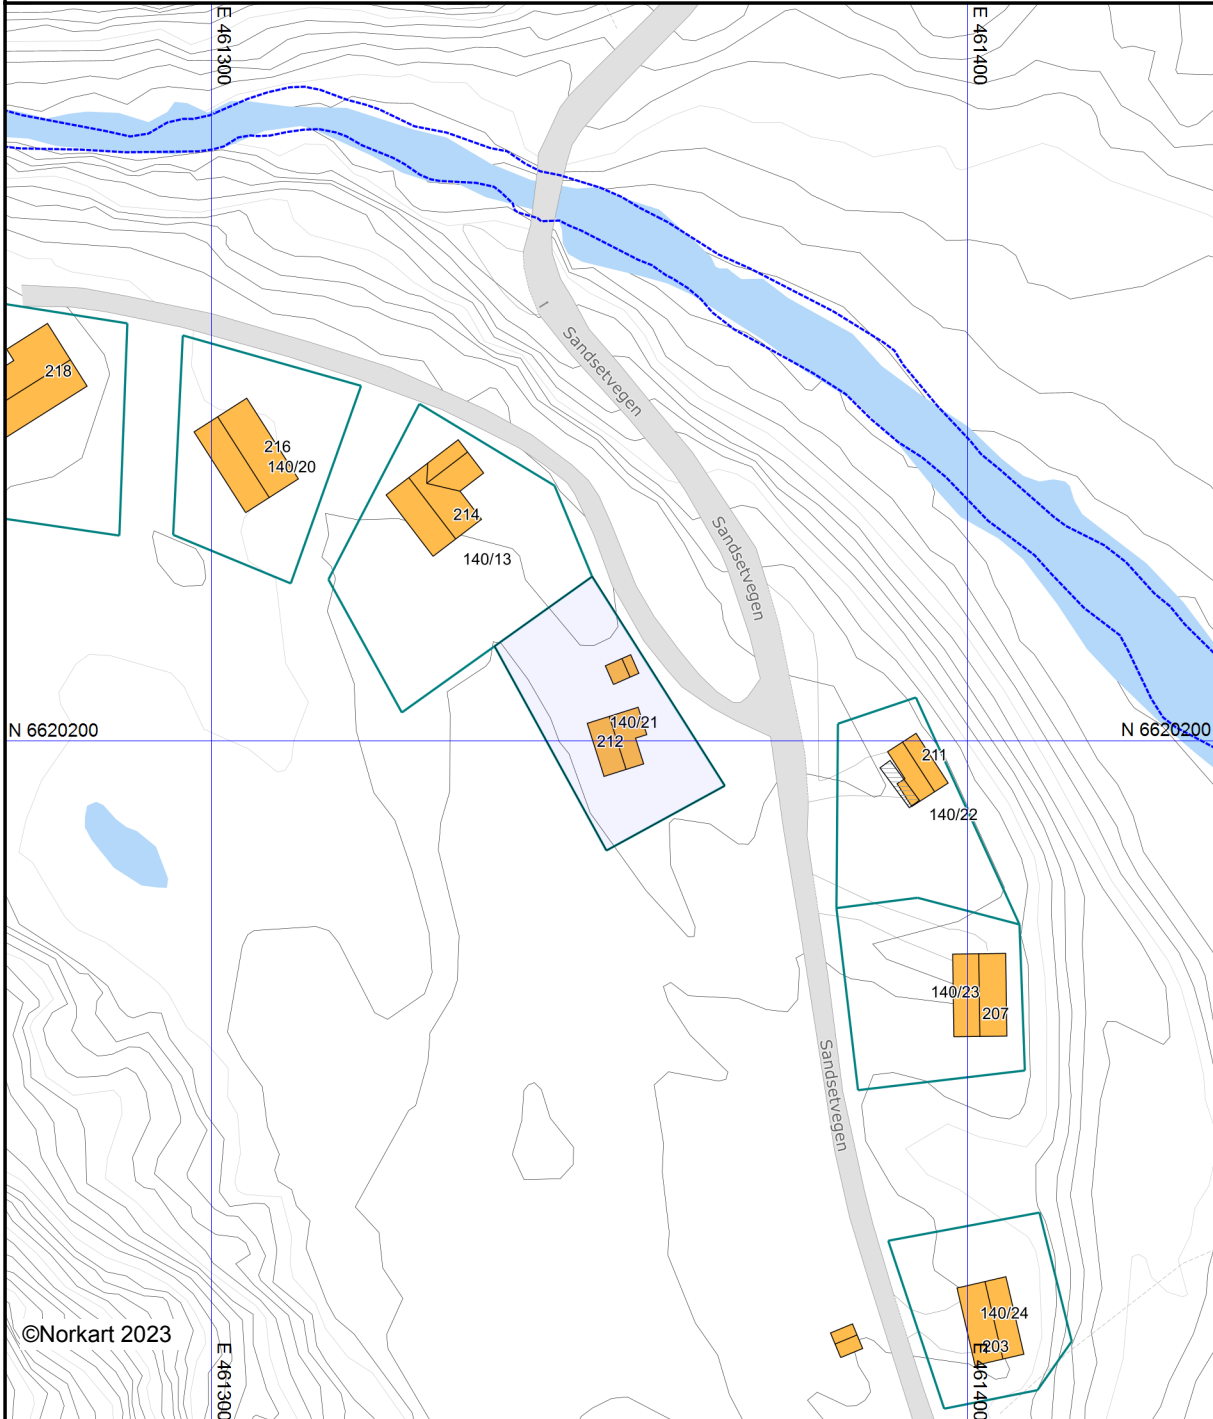 E 461300
E 461400
Sandsetvegen
218
216
140/20
214
140/13
Sandsetvegen
140/21
212
N 6620200
N 6620200
211
140/22
140/23
207
Sandsetvegen
140/24
203
©Norkart 2023
E 461300
E 461400